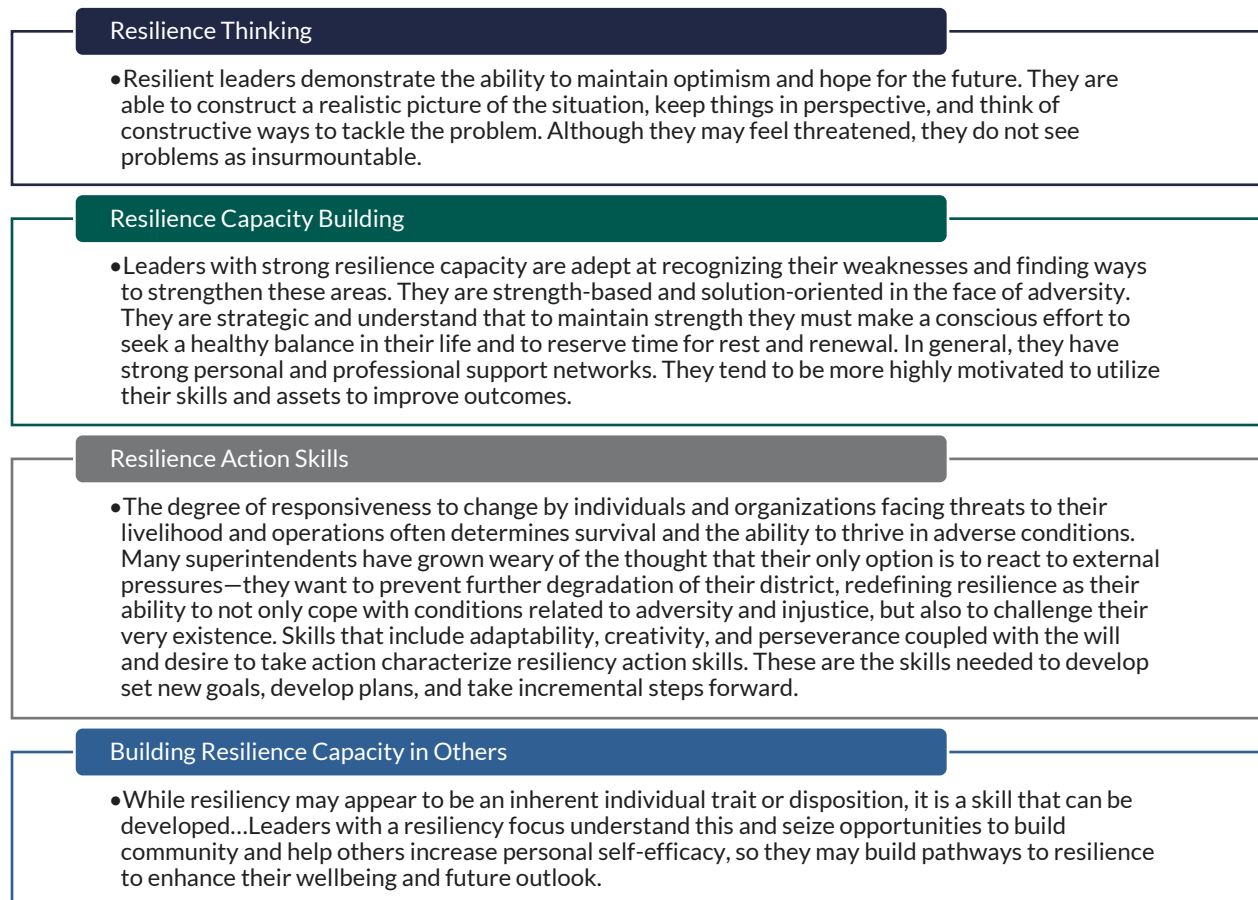 Resilience Thinking
•Resilient leaders demonstrate the ability to maintain optimism and hope for the future. They are
able to construct a realistic picture of the situation, keep things in perspective, and think of
constructive ways to tackle the problem. Although they may feel threatened, they do not see
problems as insurmountable.
Resilience Capacity Building
•Leaders with strong resilience capacity are adept at recognizing their weaknesses and finding ways
to strengthen these areas. They are strength-based and solution-oriented in the face of adversity.
They are strategic and understand that to maintain strength they must make a conscious effort to
seek a healthy balance in their life and to reserve time for rest and renewal. In general, they have
strong personal and professional support networks. They tend to be more highly motivated to utilize
their skills and assets to improve outcomes.
Resilience Action Skills
•The degree of responsiveness to change by individuals and organizations facing threats to their
livelihood and operations often determines survival and the ability to thrive in adverse conditions.
Many superintendents have grown weary of the thought that their only option is to react to external
pressures—they want to prevent further degradation of their district, redefining resilience as their
ability to not only cope with conditions related to adversity and injustice, but also to challenge their
very existence. Skills that include adaptability, creativity, and perseverance coupled with the will
and desire to take action characterize resiliency action skills. These are the skills needed to develop
set new goals, develop plans, and take incremental steps forward.
Building Resilience Capacity in Others
•While resiliency may appear to be an inherent individual trait or disposition, it is a skill that can be
developed…Leaders with a resiliency focus understand this and seize opportunities to build
community and help others increase personal self-efficacy, so they may build pathways to resilience
to enhance their wellbeing and future outlook.